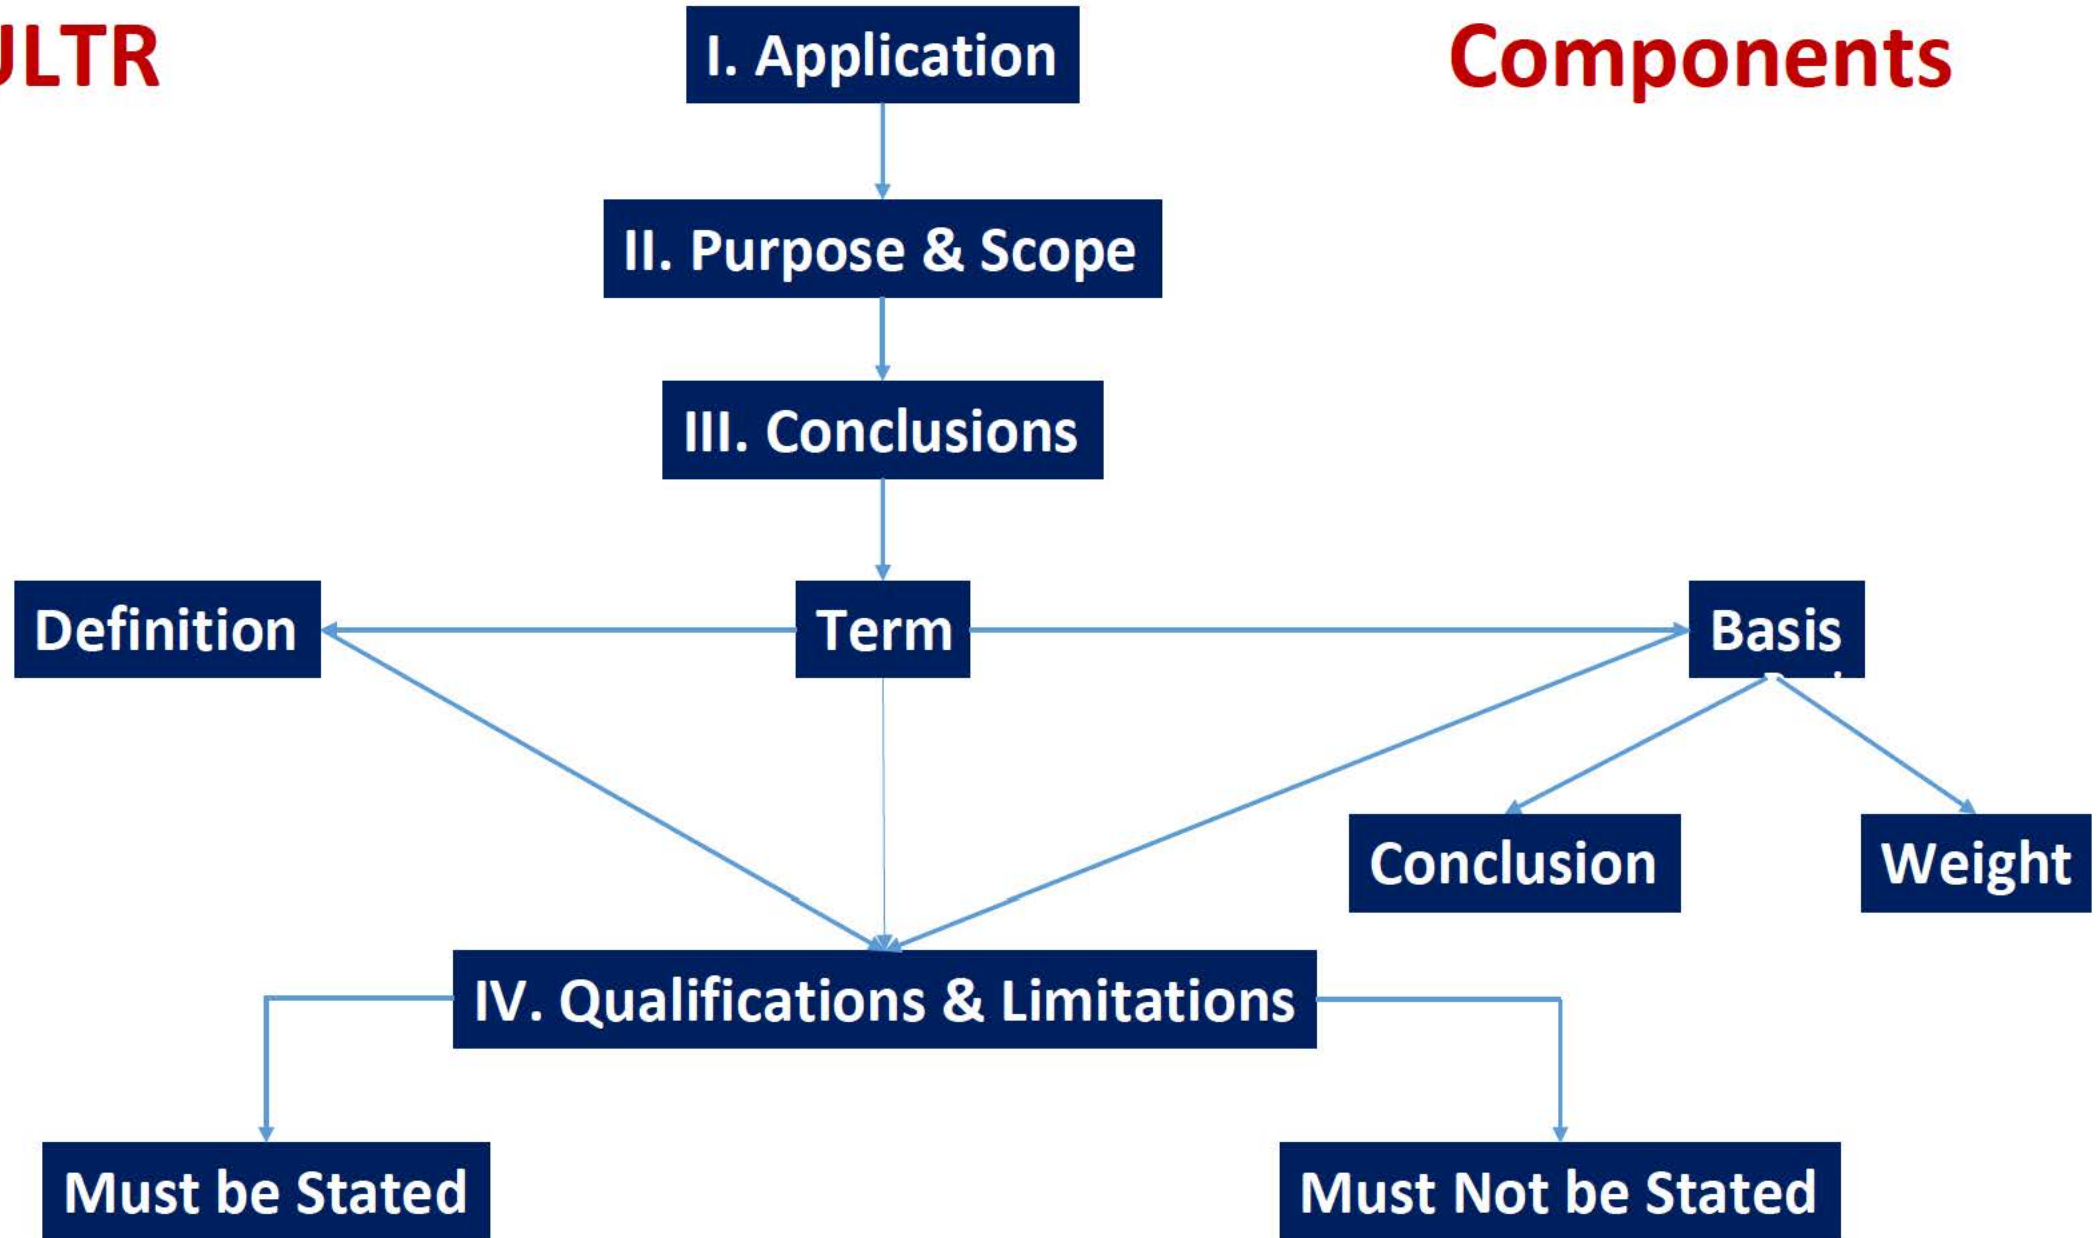 ULTR
Components
I. Application
II. Purpose & Scope
III. Conclusions
Definition
Term
Basis
Conclusion
Weight
IV. Qualifications & Limitations
Must be Stated
Must Not be Stated